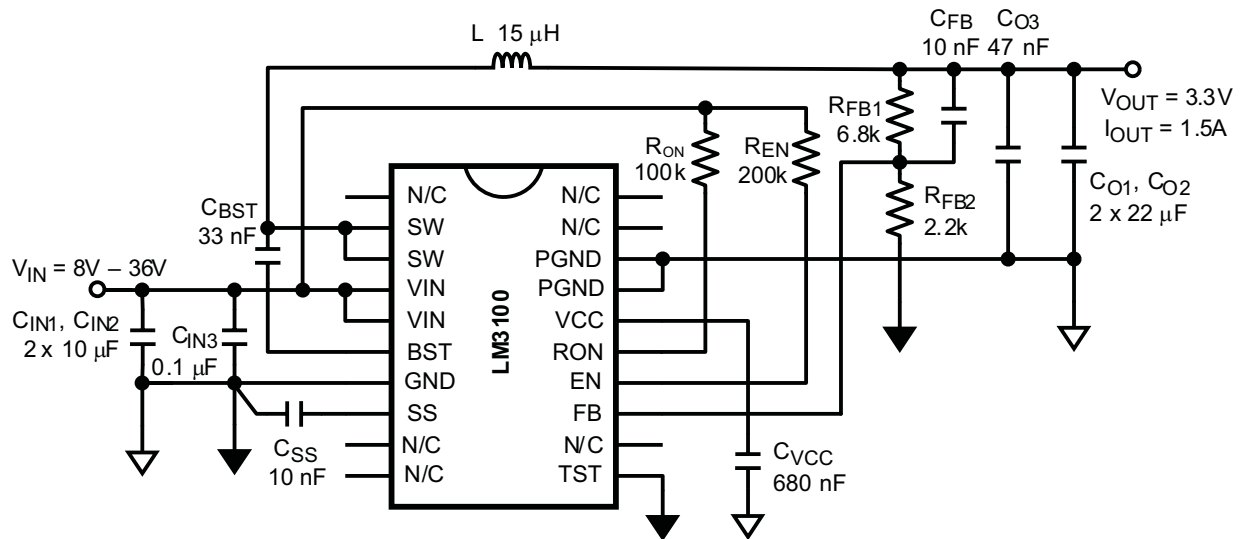 L 15 μH
CFB
10 nF
CO3
47 nF
VOUT = 3.3V
IOUT = 1.5A
RFB1
6.8k
RON
100k
REN
200k
RFB2
2.2k
CO1, CO2
2 x 22 μF
CBST
33 nF
VIN = 8V – 36V
CIN1, CIN2
2 x 10 μF
CIN3
0.1 μF
CSS
10 nF
N/C
SW
SW
VIN
VIN
BST
GND
SS
N/C
N/C
LM3100
N/C
N/C
PGND
PGND
VCC
RON
EN
FB
N/C
TST
CVCC
680 nF